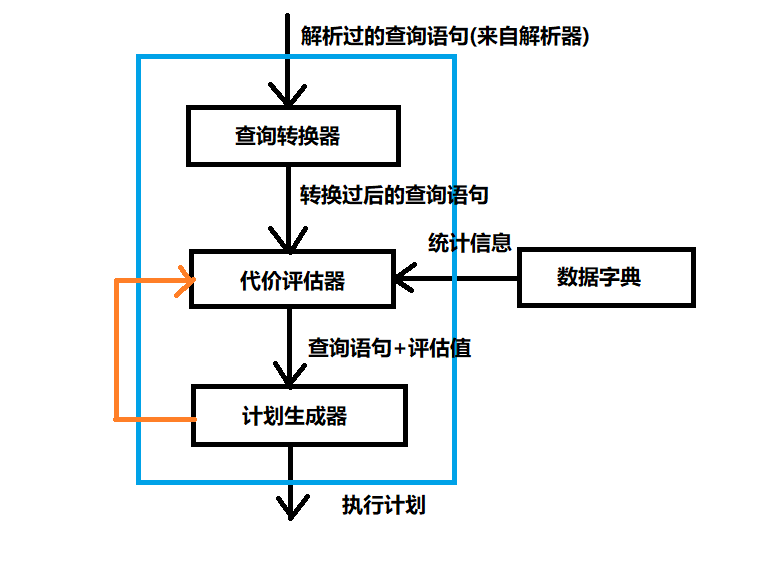 解析过的查询语句(来自解析器)
查询转换器
转换过后的查询语句
统计信息
代价评估器
数据字典
查询语句+评估值
计划生成器
执行计划